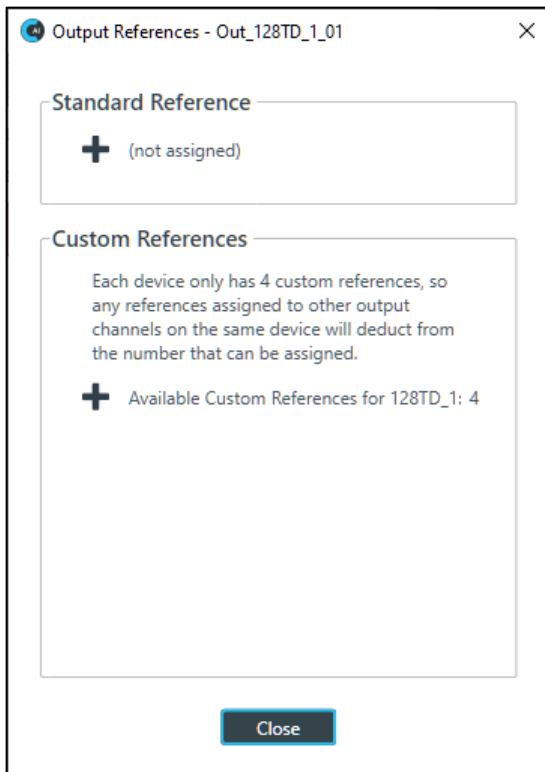 AI
Output References - Out_128TD_1_01
Standard Reference
(not assigned)
Custom References
Each device only has 4 custom references, so
any references assigned to other output
channels on the same device will deduct from
the number that can be assigned.
Available Custom References for 128TD_1: 4
Close